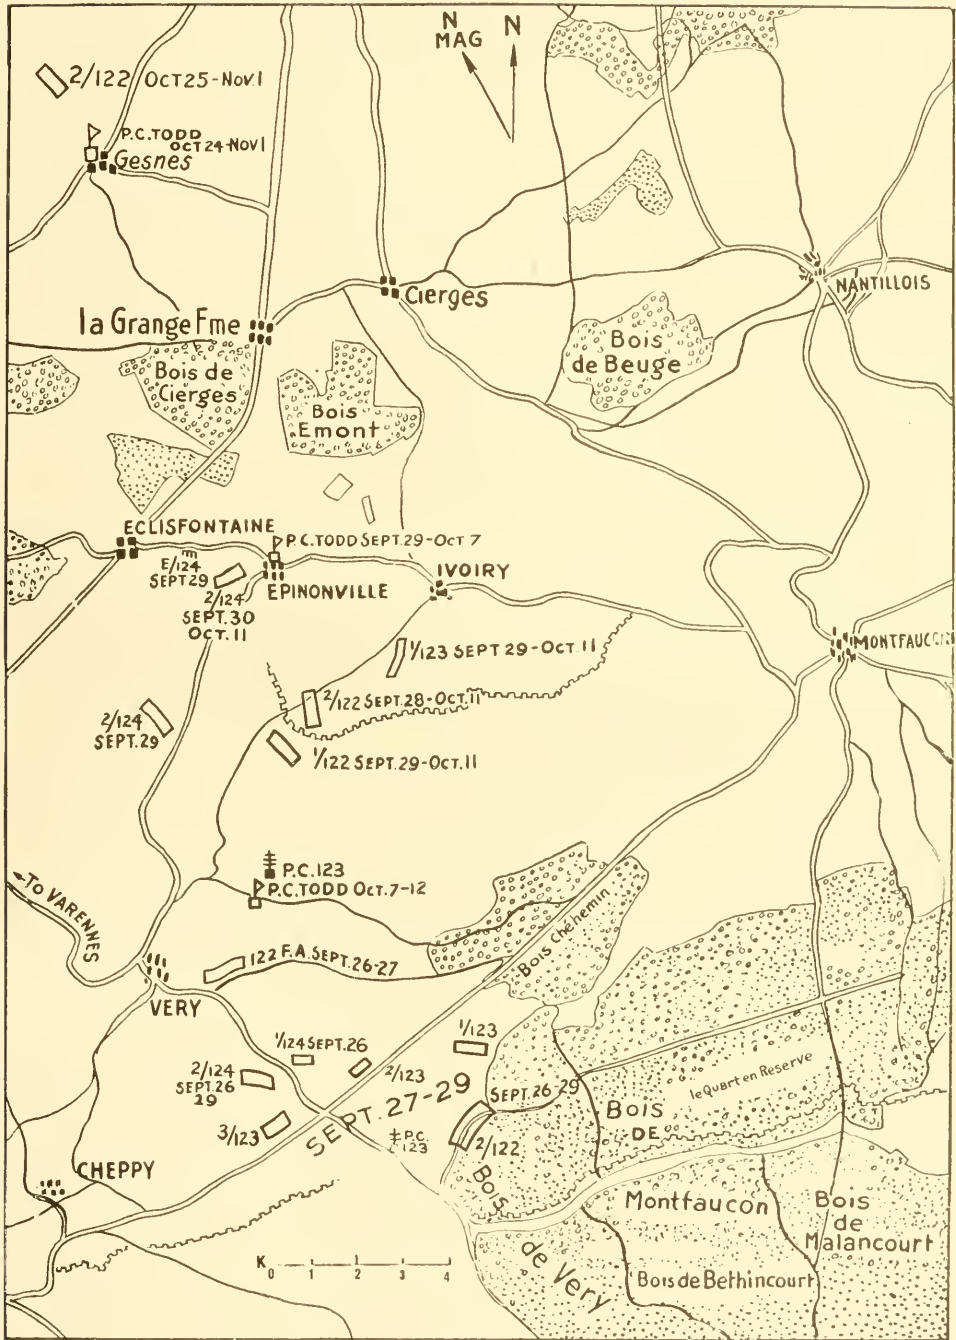 N
MAG
N
2/122 OCT 25-NOV. 1
P.C. TODD
OCT 24-NOV 1
Gesnes
Cierges
NANTILLOIS
la Grange Fme
Bois de
Cierges
Bois
Emont
Bois
de Beuge
ECLISFONTAINE
P.C. TODD SEPT. 29-OCT 7
E/124
SEPT 29
EPINONVILLE
IVOIRY
2/124
SEPT. 30
OCT. 11
1/123 SEPT 29-OCT. 11
MONTFAUCON
2/122 SEPT. 28-OCT. 11
2/124
SEPT. 29
1/122 SEPT. 29-OCT. 11
P.C. 123
P.C. TODD OCT. 7-12
TO VARENNES
Bois Chehemin
122 F.A. SEPT. 26-27
VERY
1/124 SEPT. 26
1/123
2/124
SEPT. 26
29
2/123
SEPT. 27-29
SEPT. 26-29
le Quart en Reserve
3/123
P.C.
123
2/122
BOIS
DE
CHEPPY
Bois
de Very
Montfaucon
Bois
de
Malancourt
Bois de Bethincourt
K
0 1 2 3 4